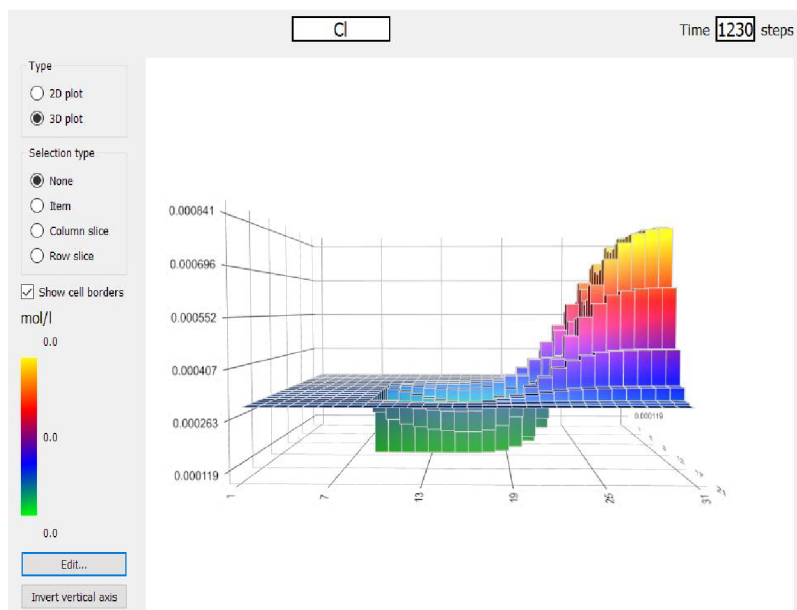 Cl
Time 1230 steps
Type
2D plot
3D plot
Selection type
None
Item
Column slice
Row slice
Show cell borders
mol/l
0.0
0.0
0.0
Edit...
Invert vertical axis
0.000841
0.000696
0.000552
0.000407
0.000263
0.000119
0.000119
1
7
13
19
25
31